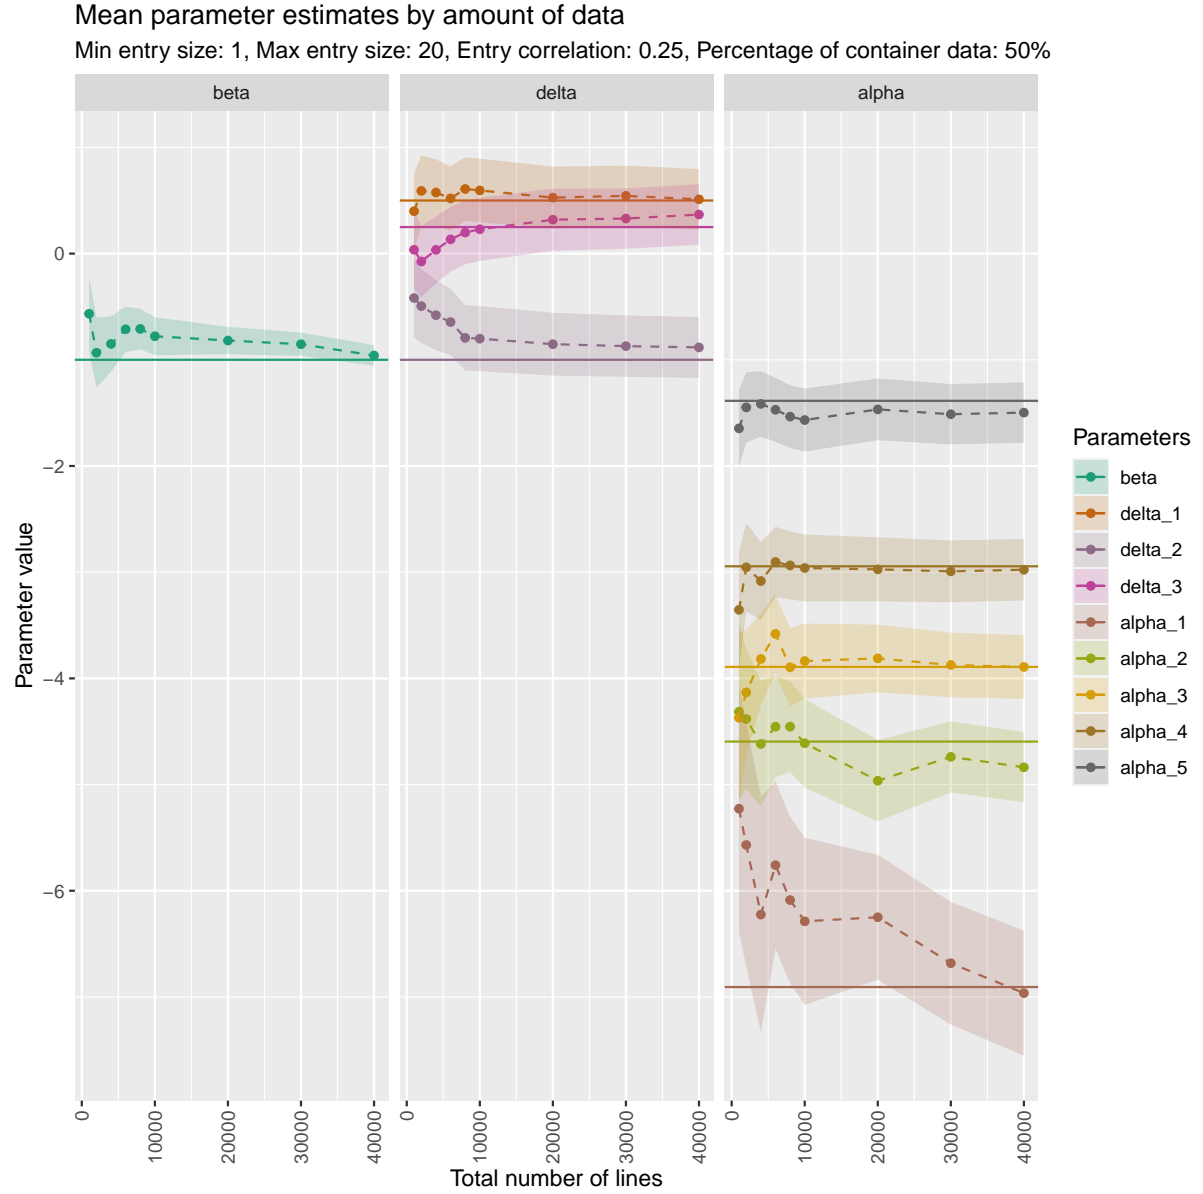 Mean parameter estimates by amount of data
Min entry size: 1, Max entry size: 20, Entry correlation: 0.25, Percentage of container data: 50%
beta
delta
alpha
Parameter value
0
−2
−4
−6
0
10000
20000
30000
40000
0
10000
20000
30000
40000
0
10000
20000
30000
40000
Total number of lines
Parameters
beta
delta_1
delta_2
delta_3
alpha_1
alpha_2
alpha_3
alpha_4
alpha_5